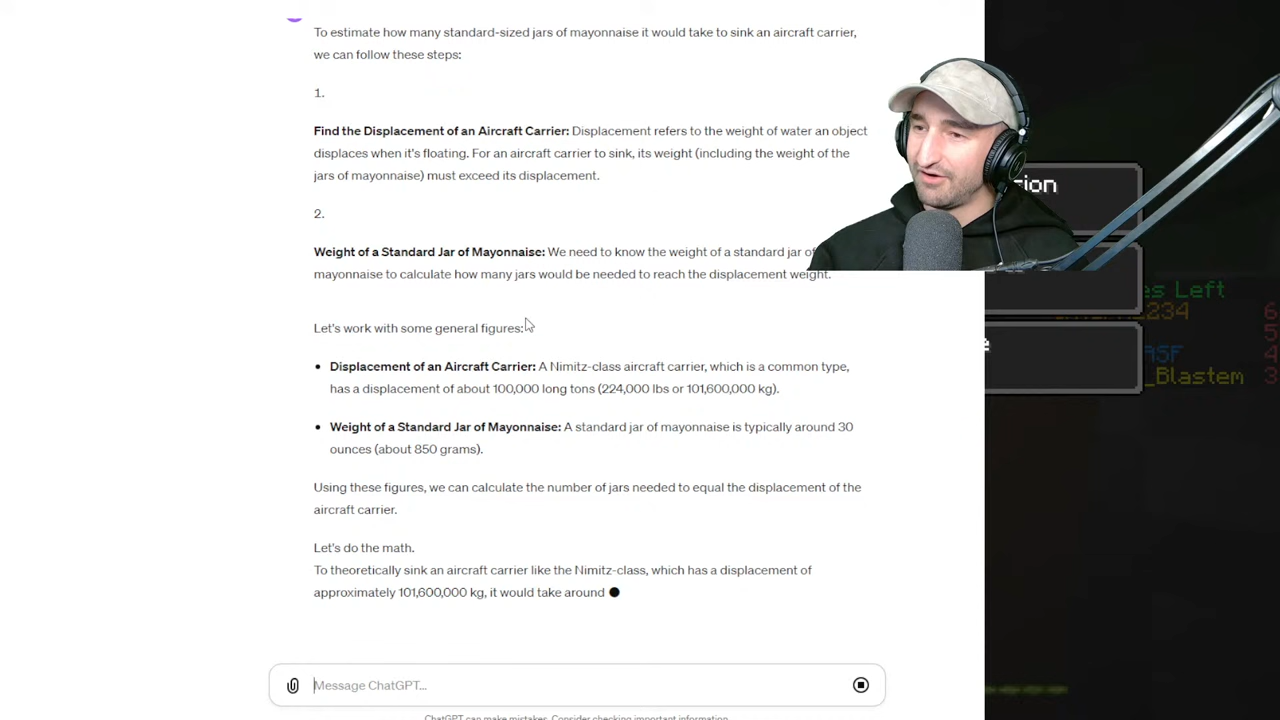 To estimate how many standard-sized jars of mayonnaise it would take to sink an aircraft carrier,
we can follow these steps:
1.
Find the Displacement of an Aircraft Carrier: Displacement refers to the weight of water an object
displaces when it's floating. For an aircraft carrier to sink, its weight (including the weight of the
jars of mayonnaise) must exceed its displacement.
2.
Weight of a Standard Jar of Mayonnaise: We need to know the weight of a standard jar of
mayonnaise to calculate how many jars would be needed to reach the displacement weight.
Let's work with some general figures:
• Displacement of an Aircraft Carrier: A Nimitz-class aircraft carrier, which is a common type,
has a displacement of about 100,000 long tons (224,000 lbs or 101,600,000 kg).
• Weight of a Standard Jar of Mayonnaise: A standard jar of mayonnaise is typically around 30
ounces (about 850 grams).
Using these figures, we can calculate the number of jars needed to equal the displacement of the
aircraft carrier.
Let's do the math.
To theoretically sink an aircraft carrier like the Nimitz-class, which has a displacement of
approximately 101,600,000 kg, it would take around
Message ChatGPT...
ChatGPT can make mistakes. Consider checking important information.
sion
es Left
234 6
5
5F 4
_Blastem 3